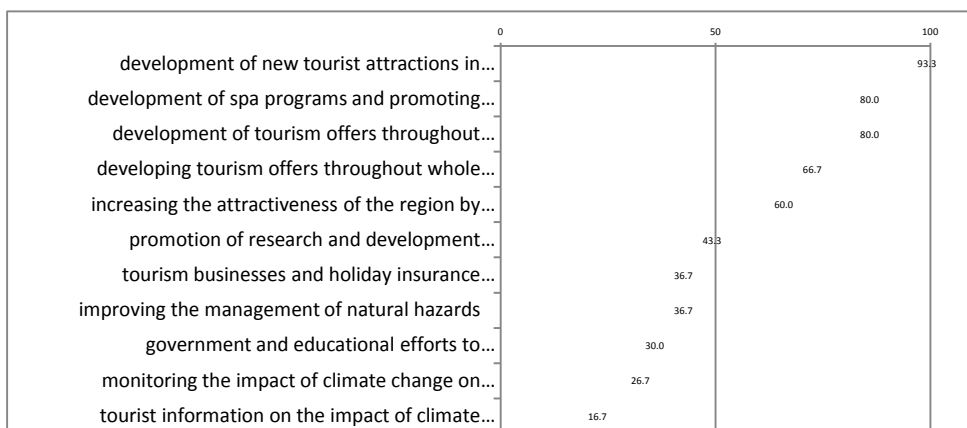 0 50 100
development of new tourist attractions in... 93.3
development of spa programs and promoting... 80.0
development of tourism offers throughout... 80.0
developing tourism offers throughout whole... 66.7
increasing the attractiveness of the region by... 60.0
promotion of research and development... 43.3
tourism businesses and holiday insurance... 36.7
improving the management of natural hazards 36.7
government and educational efforts to... 30.0
monitoring the impact of climate change on... 26.7
tourist information on the impact of climate... 16.7